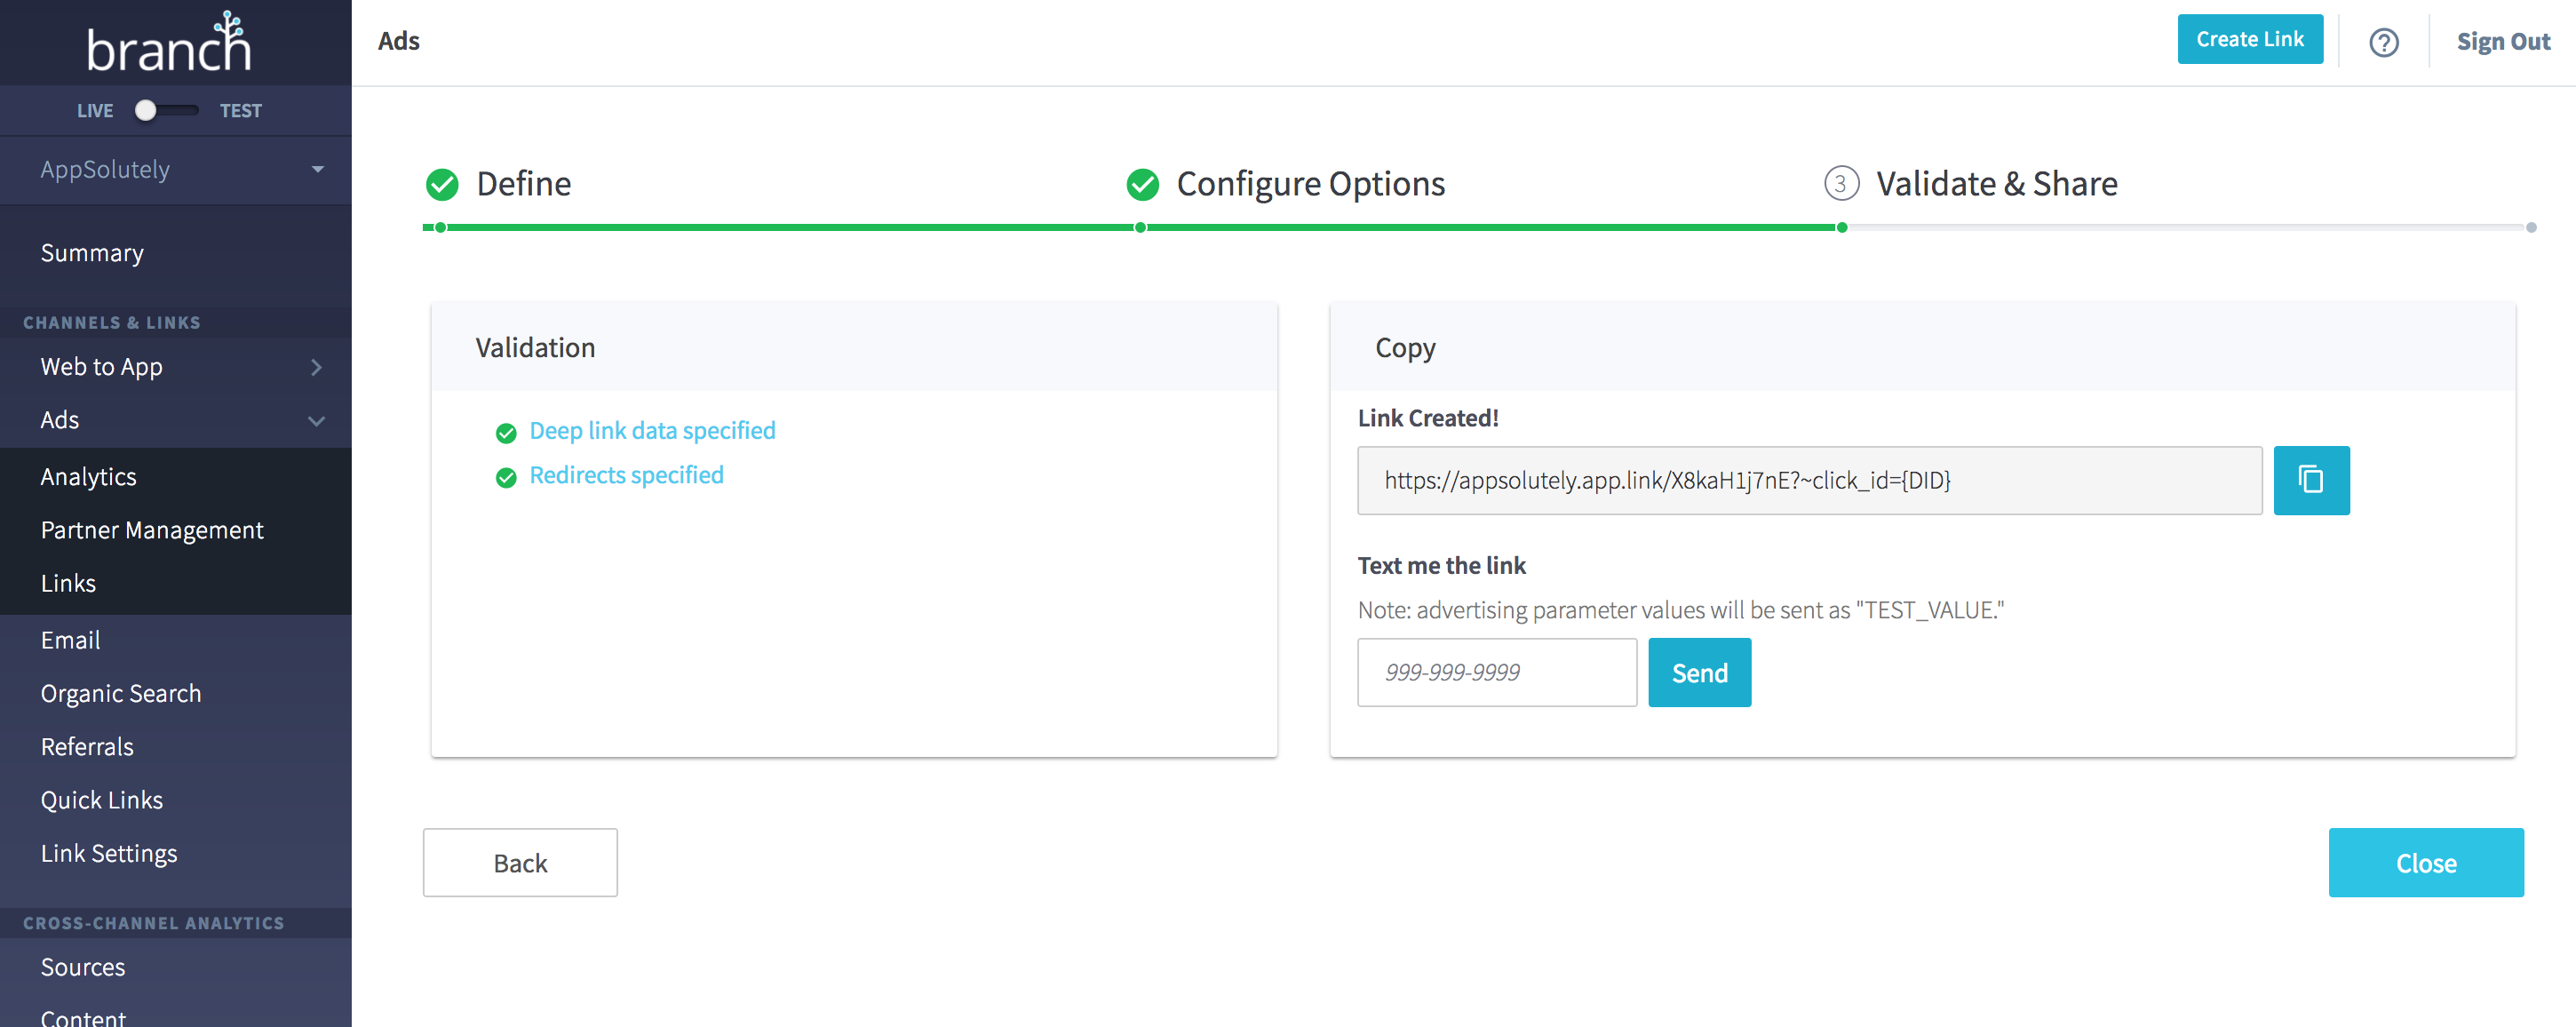 branch
LIVE TEST
AppSolutely
Summary
CHANNELS & LINKS
Web to App
Ads
Analytics
Partner Management
Links
Email
Organic Search
Referrals
Quick Links
Link Settings
CROSS-CHANNEL ANALYTICS
Sources
Content
Ads
Create Link
?
Sign Out
Define
Configure Options
3 Validate & Share
Validation
Deep link data specified
Redirects specified
Copy
Link Created!
https://appsolutely.app.link/X8kaH1j7nE?~click_id={DID}
Text me the link
Note: advertising parameter values will be sent as "TEST_VALUE."
999-999-9999
Send
Back
Close